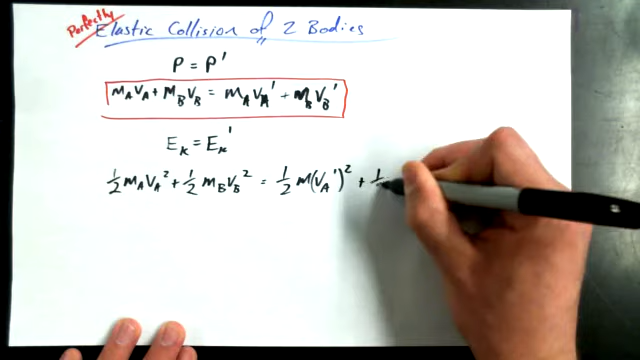 Perfectly
Elastic Collision of 2 Bodies
P = P'
mAVA + mBVB = mAVA' + mBVB'
Ek = Ek'
1/2 mAVA² + 1/2 mBVB² = 1/2 m(VA')² + 1